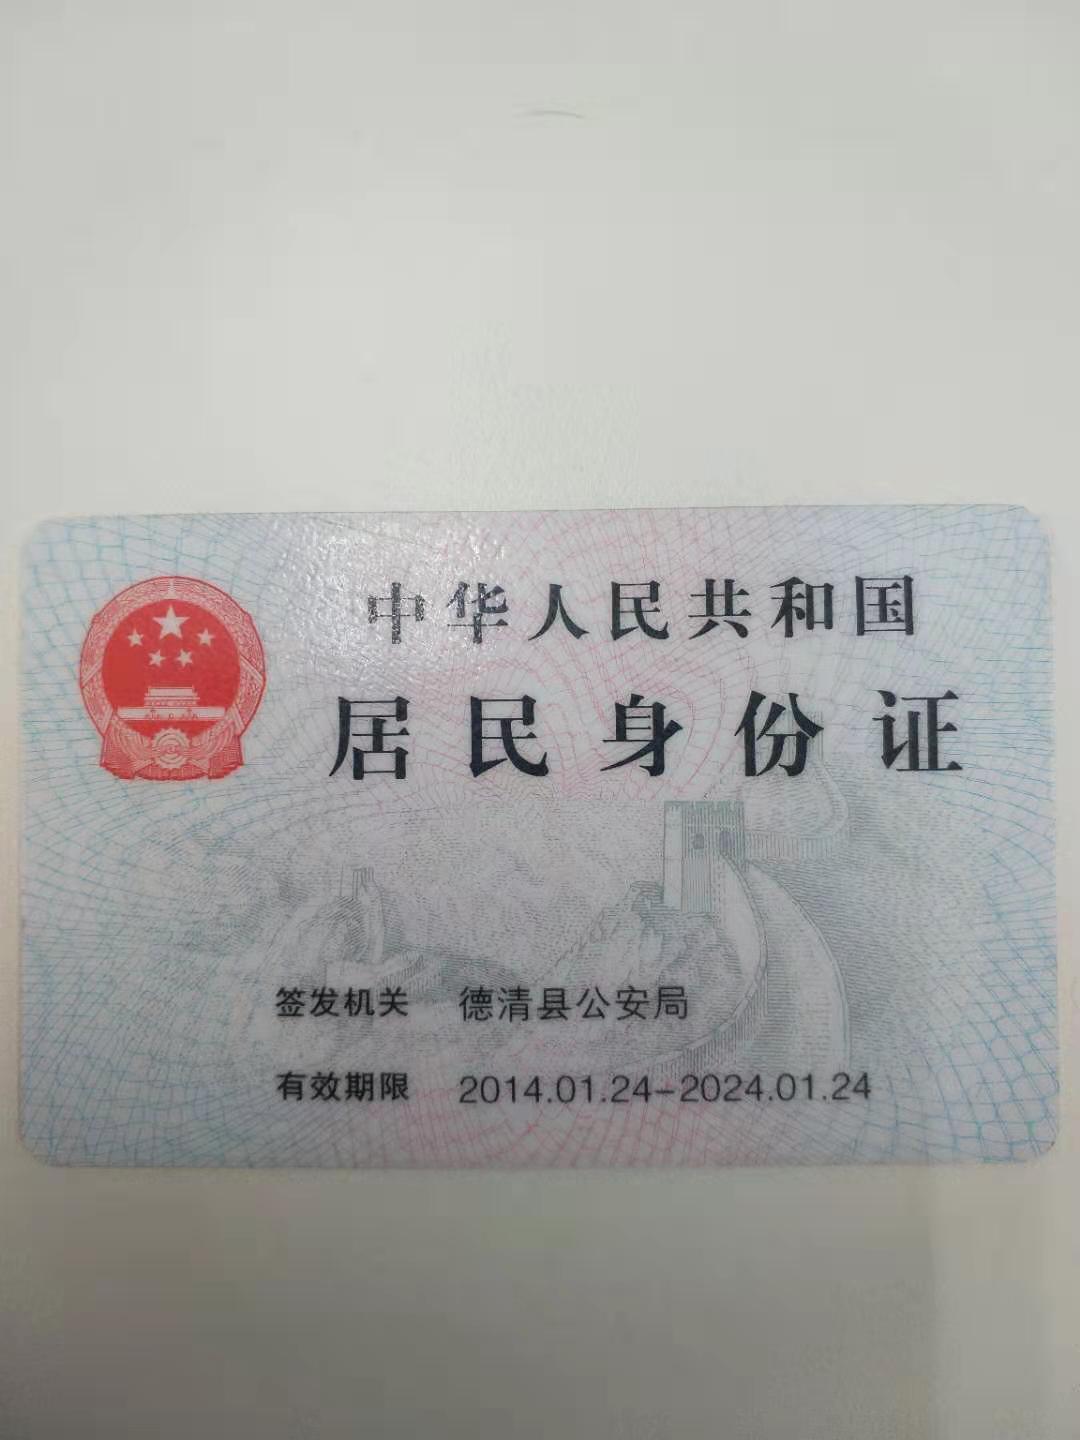 中华人民共和国
居民身份证
签发机关 德清县公安局
有效期限 2014.01.24-2024.01.24